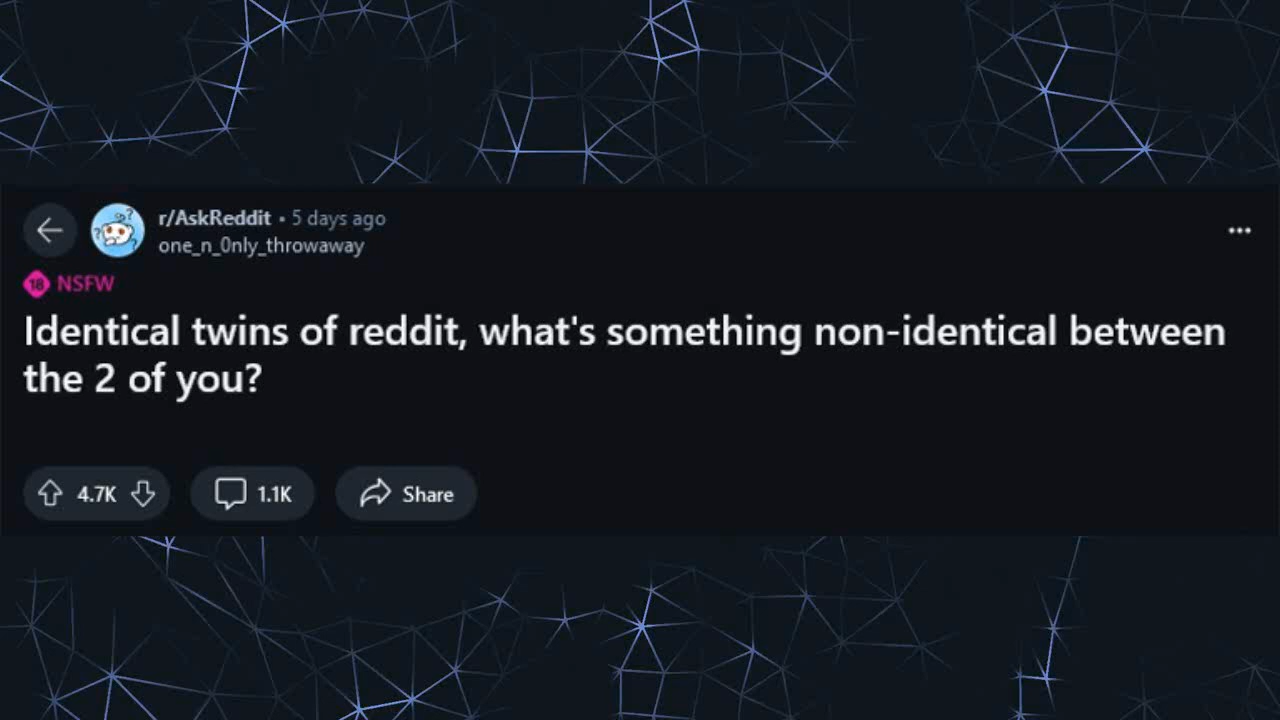 r/AskReddit • 5 days ago
one_n_0nly_throwaway
18 NSFW
Identical twins of reddit, what's something non-identical between
the 2 of you?
4.7K 1.1K Share